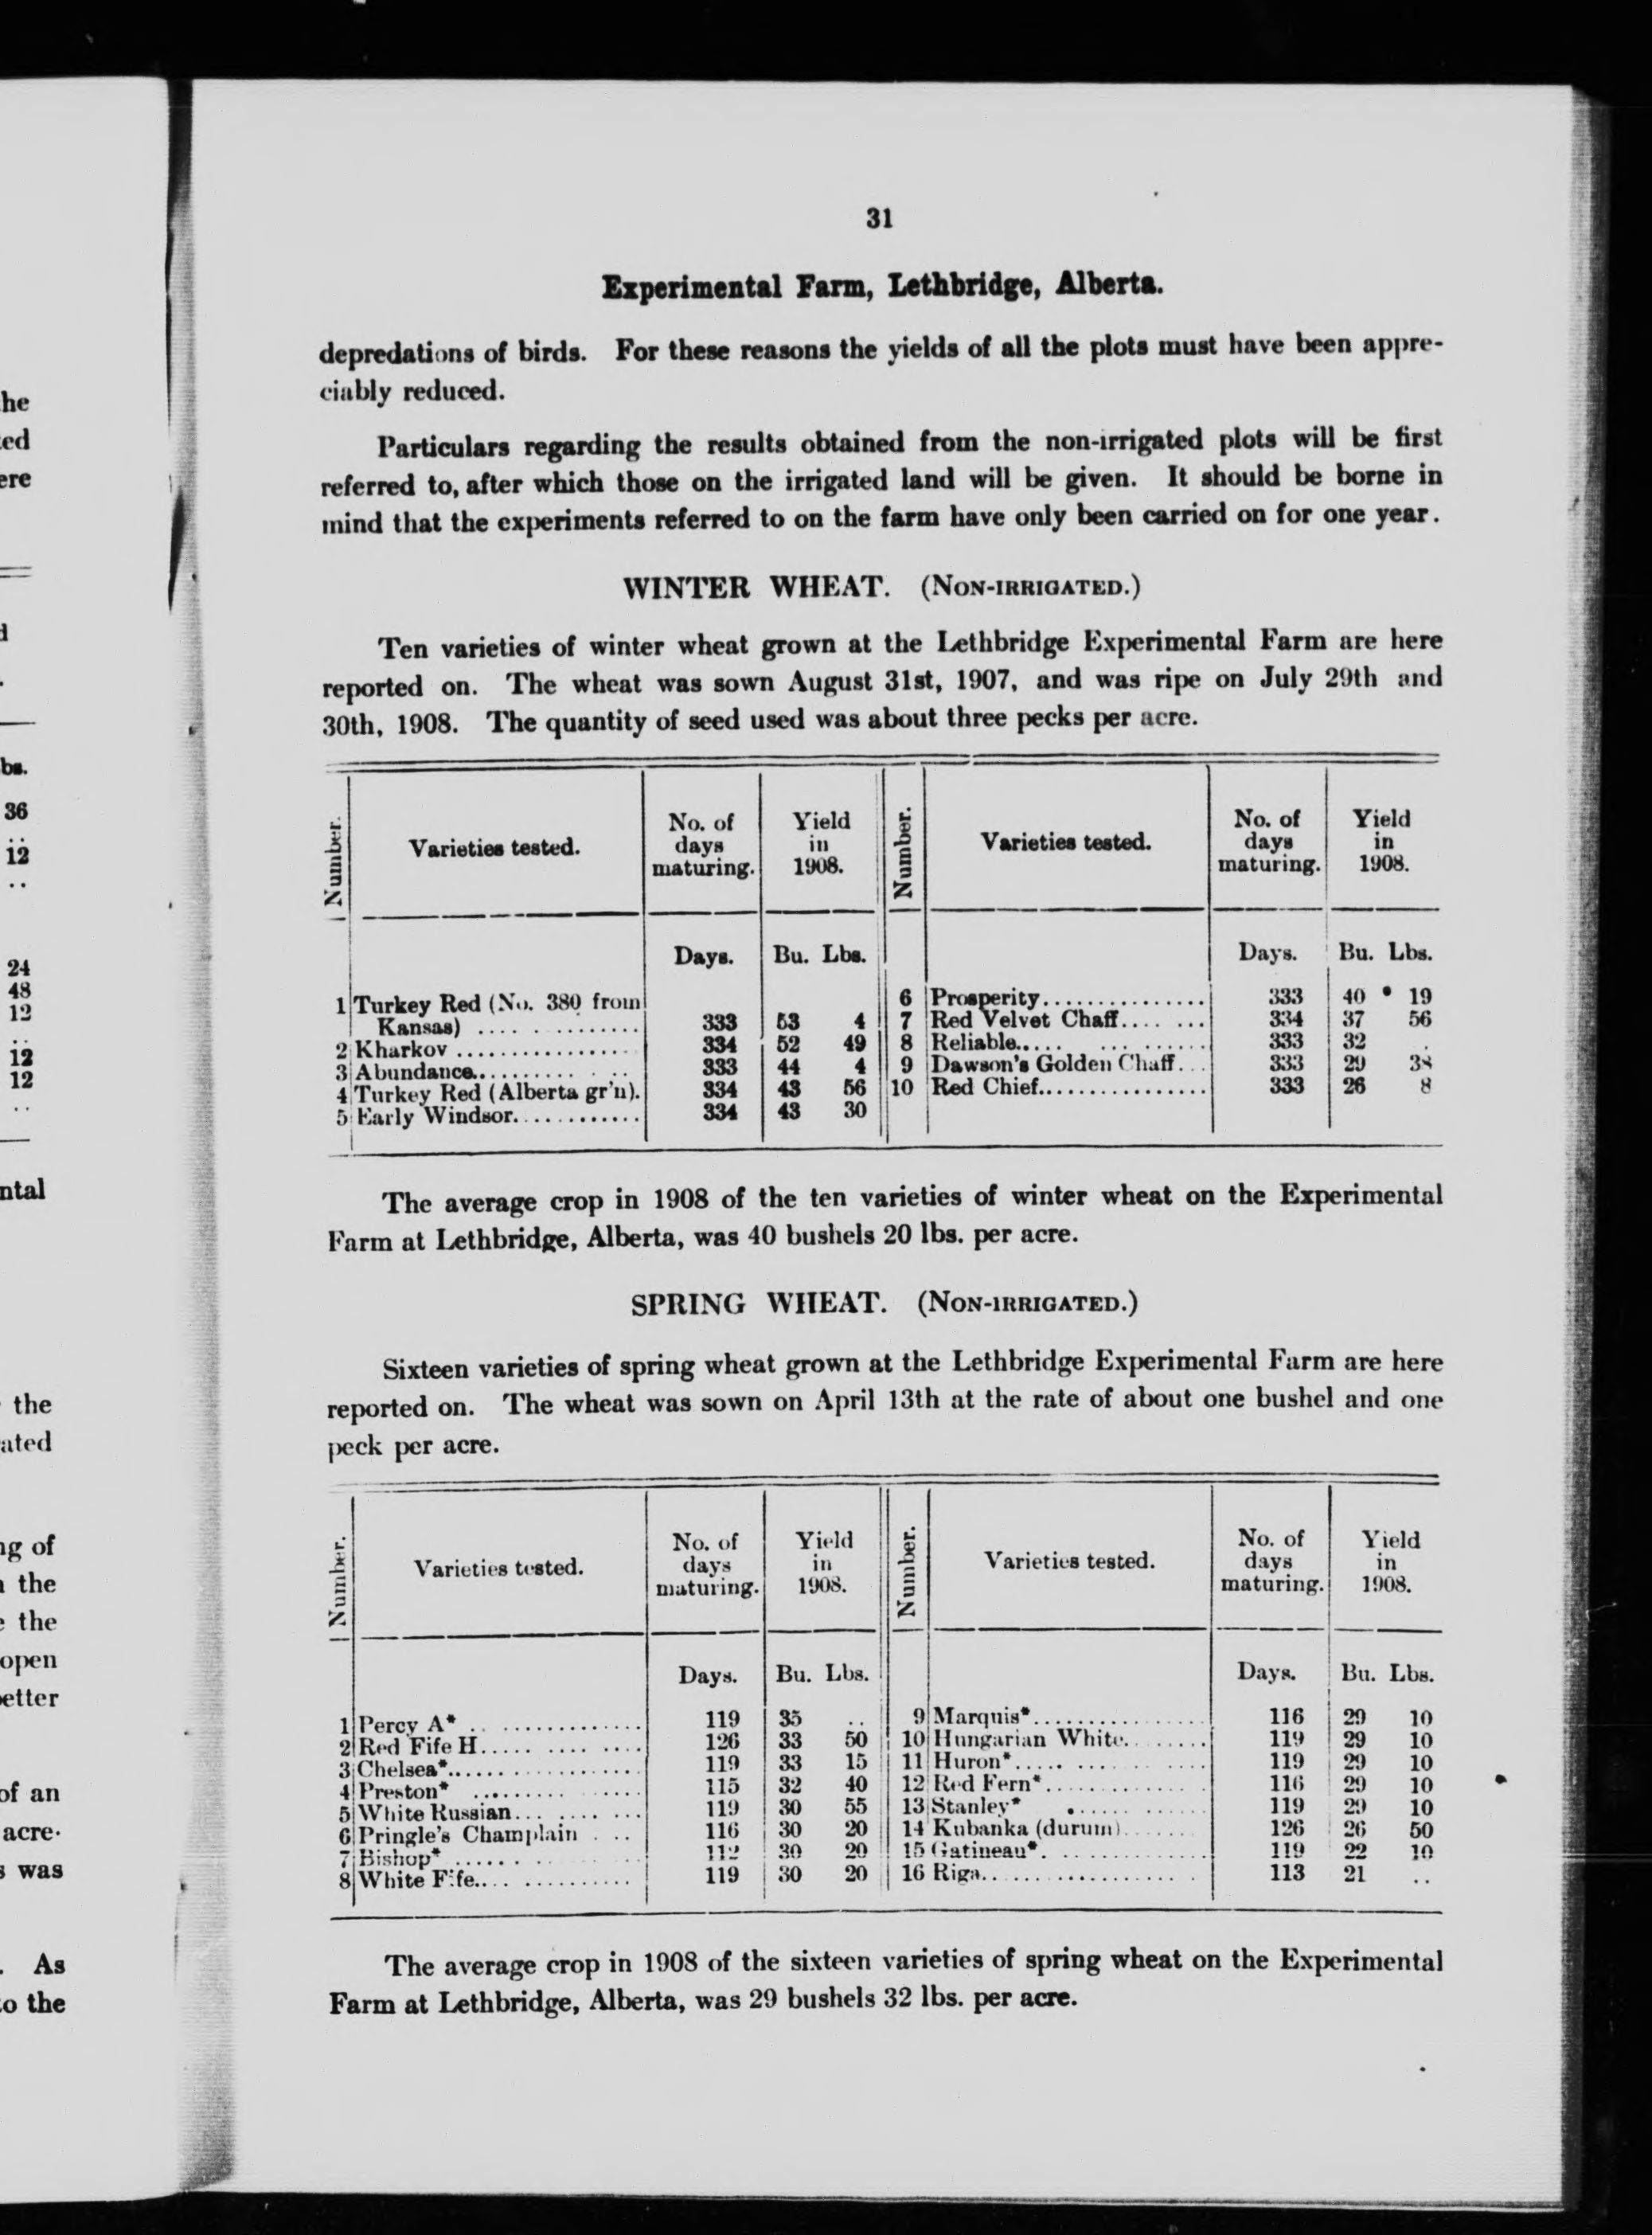 31
Experimental Farm, Lethbridge, Alberta.
depredations of birds. For these reasons the yields of all the plots must have been appre-
ciably reduced.
Particulars regarding the results obtained from the non-irrigated plots will be first
referred to, after which those on the irrigated land will be given. It should be borne in
mind that the experiments referred to on the farm have only been carried on for one year.
WINTER WHEAT. (NON-IRRIGATED.)
Ten varieties of winter wheat grown at the Lethbridge Experimental Farm are here
reported on. The wheat was sown August 31st, 1907, and was ripe on July 29th and
30th, 1908. The quantity of seed used was about three pecks per acre.
Number. Varieties tested. No. of days maturing. Yield in 1908. Number. Varieties tested. No. of days maturing. Yield in 1908.
Days. Bu. Lbs. Days. Bu. Lbs.
1 Turkey Red (No. 380 from
Kansas) 333 53 4
2 Kharkov 334 52 49
3 Abundance 333 44 4
4 Turkey Red (Alberta gr'n). 334 43 56
5 Early Windsor 334 43 30
6 Prosperity 333 40 19
7 Red Velvet Chaff 334 37 56
8 Reliable 333 32
9 Dawson's Golden Chaff 333 29 38
10 Red Chief 333 26 8
The average crop in 1908 of the ten varieties of winter wheat on the Experimental
Farm at Lethbridge, Alberta, was 40 bushels 20 lbs. per acre.
SPRING WHEAT. (NON-IRRIGATED.)
Sixteen varieties of spring wheat grown at the Lethbridge Experimental Farm are here
reported on. The wheat was sown on April 13th at the rate of about one bushel and one
peck per acre.
Number. Varieties tested. No. of days maturing. Yield in 1908. Number. Varieties tested. No. of days maturing. Yield in 1908.
Days. Bu. Lbs. Days. Bu. Lbs.
1 Percy A* 119 35 ..
2 Red Fife H 126 33 50
3 Chelsea* 119 33 15
4 Preston* 115 32 40
5 White Russian 119 30 55
6 Pringle's Champlain 116 30 20
7 Bishop* 112 30 20
8 White Fife 119 30 20
9 Marquis* 116 29 10
10 Hungarian White 119 29 10
11 Huron* 119 29 10
12 Red Fern* 116 29 10
13 Stanley* 119 29 10
14 Kubanka (durum) 126 26 50
15 Gatineau* 119 22 10
16 Riga 113 21 ..
The average crop in 1908 of the sixteen varieties of spring wheat on the Experimental
Farm at Lethbridge, Alberta, was 29 bushels 32 lbs. per acre.